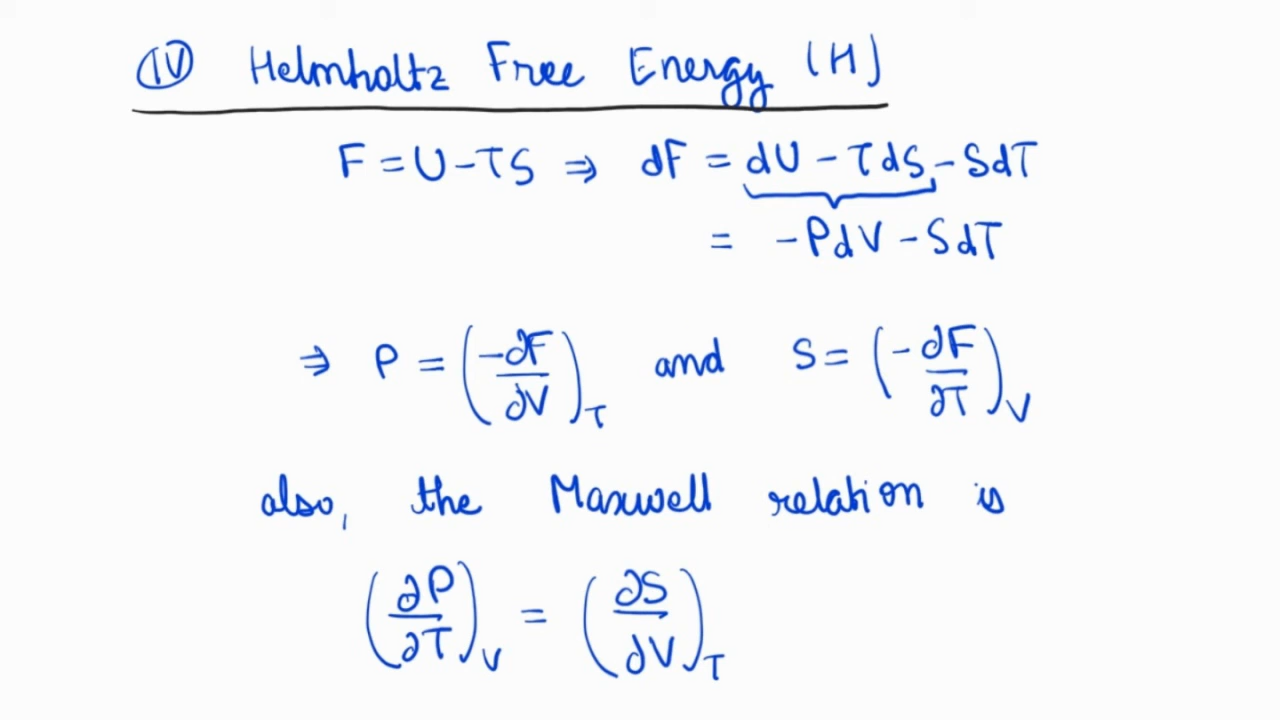 (IV) Helmholtz Free Energy (H)
F = U - TS ⇒ dF = dU - TdS - SdT
= - PdV - SdT
⇒ P = (-∂F/∂V)_T and S = (-∂F/∂T)_V
also, the Maxwell relation is
(∂P/∂T)_V = (∂S/∂V)_T